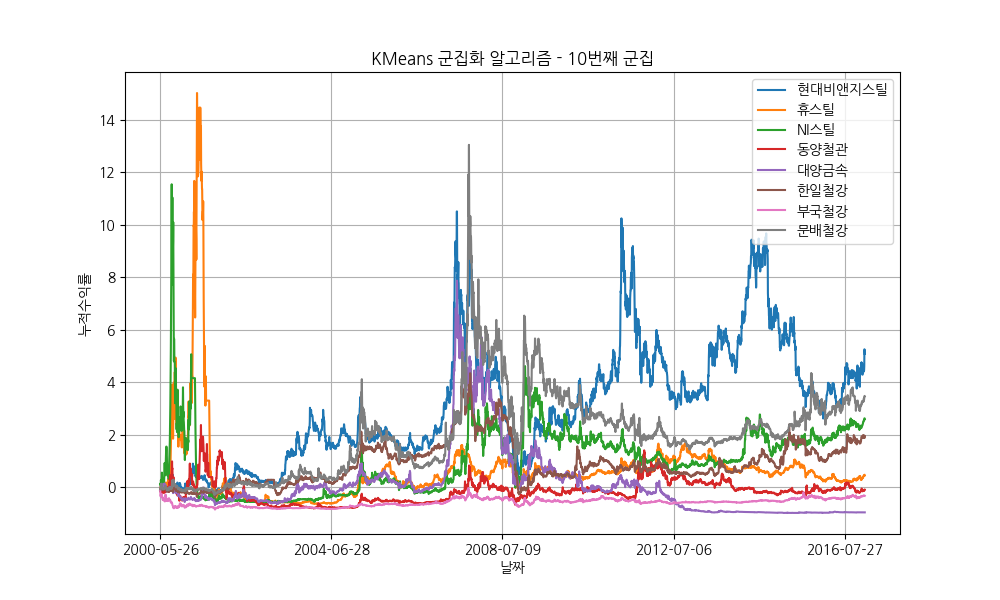 KMeans 군집화 알고리즘 - 10번째 군집
현대비앤지스틸
휴스틸
NI스틸
동양철관
대양금속
한일철강
부국철강
문배철강
누적수익률
14
12
10
8
6
4
2
0
2000-05-26
2004-06-28
2008-07-09
2012-07-06
2016-07-27
날짜